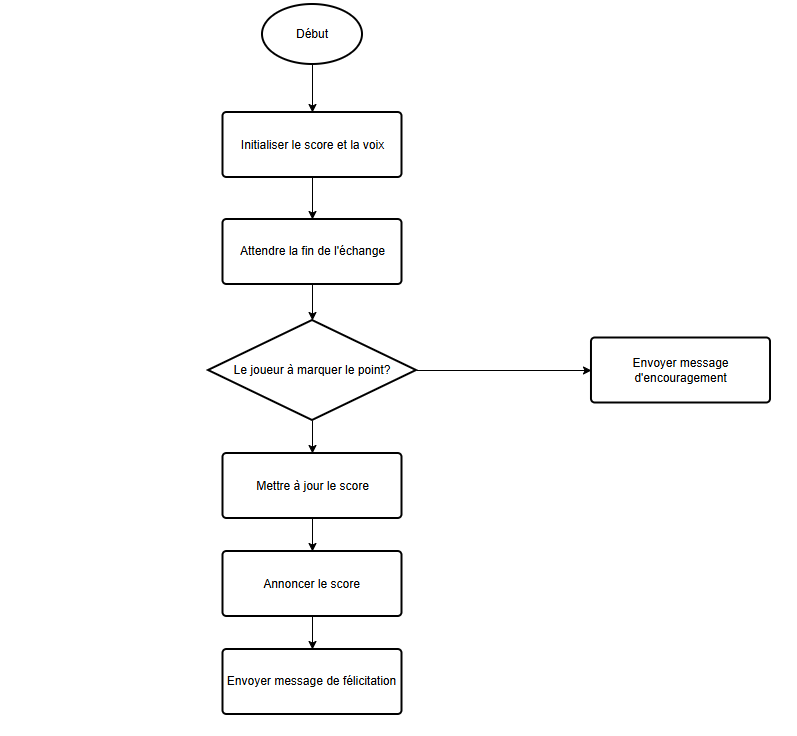 Début
Initialiser le score et la voix
Attendre la fin de l'échange
Le joueur à marquer le point?
Envoyer message
d'encouragement
Mettre à jour le score
Annoncer le score
Envoyer message de félicitation